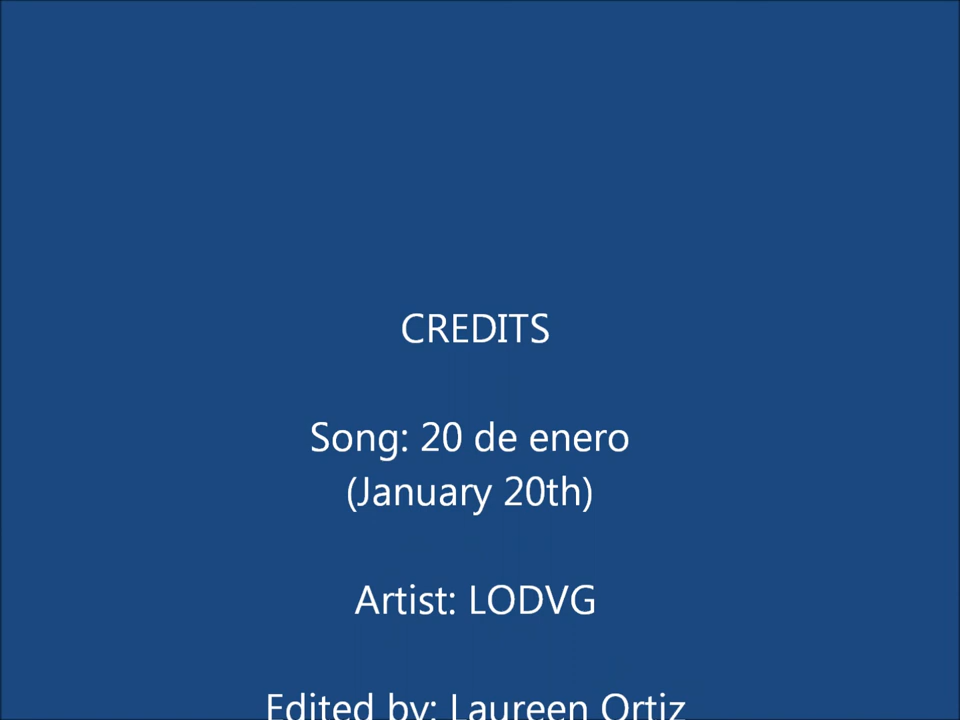 CREDITS
Song: 20 de enero
(January 20th)
Artist: LODVG
Edited by: Laureen Ortiz